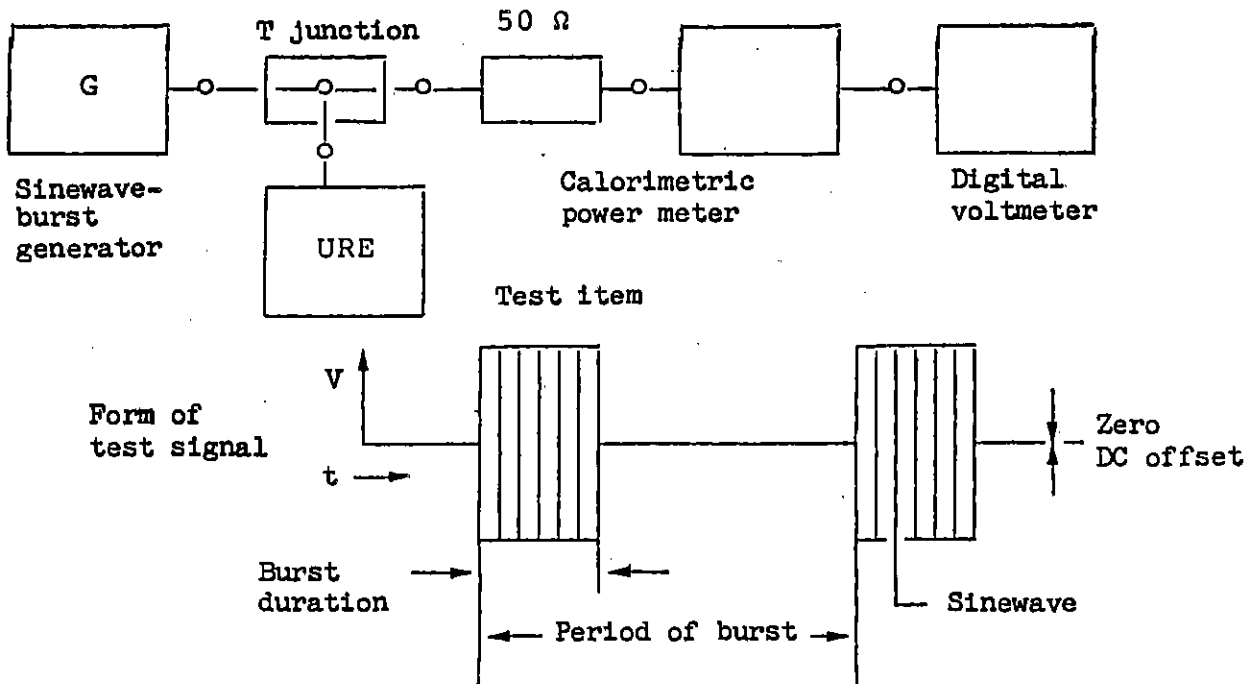 T junction
50 Ω
G
Sinewave-
burst
generator
URE
Calorimetric
power meter
Digital
voltmeter
Test item
Form of
test signal
V
t
Zero
DC offset
Burst
duration
Period of burst
Sinewave